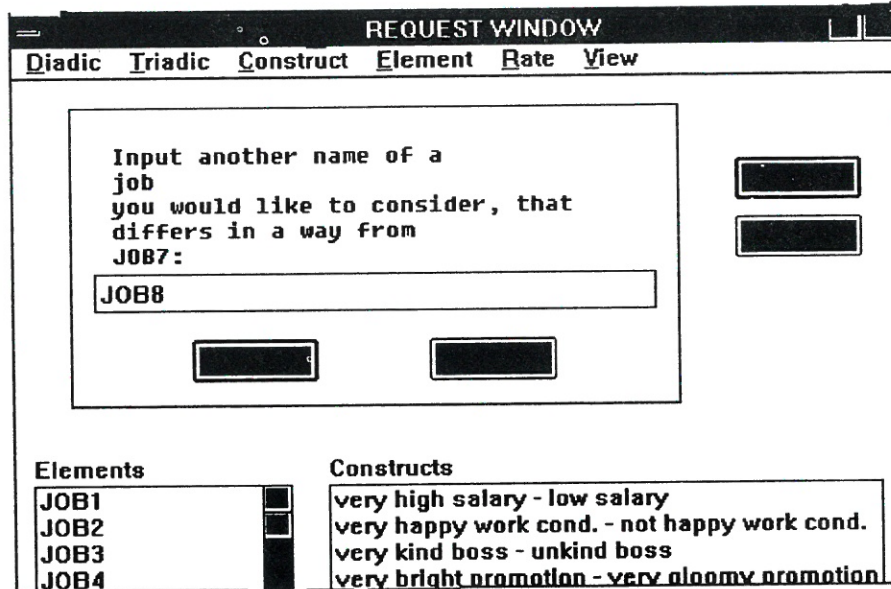 REQUEST WINDOW
Diadic Triadic Construct Element Rate View
Input another name of a
job
you would like to consider, that
differs in a way from
JOB7:
JOB8
Elements
JOB1
JOB2
JOB3
JOB4
Constructs
very high salary - low salary
very happy work cond. - not happy work cond.
very kind boss - unkind boss
very bright promotion - very gloomy promotion